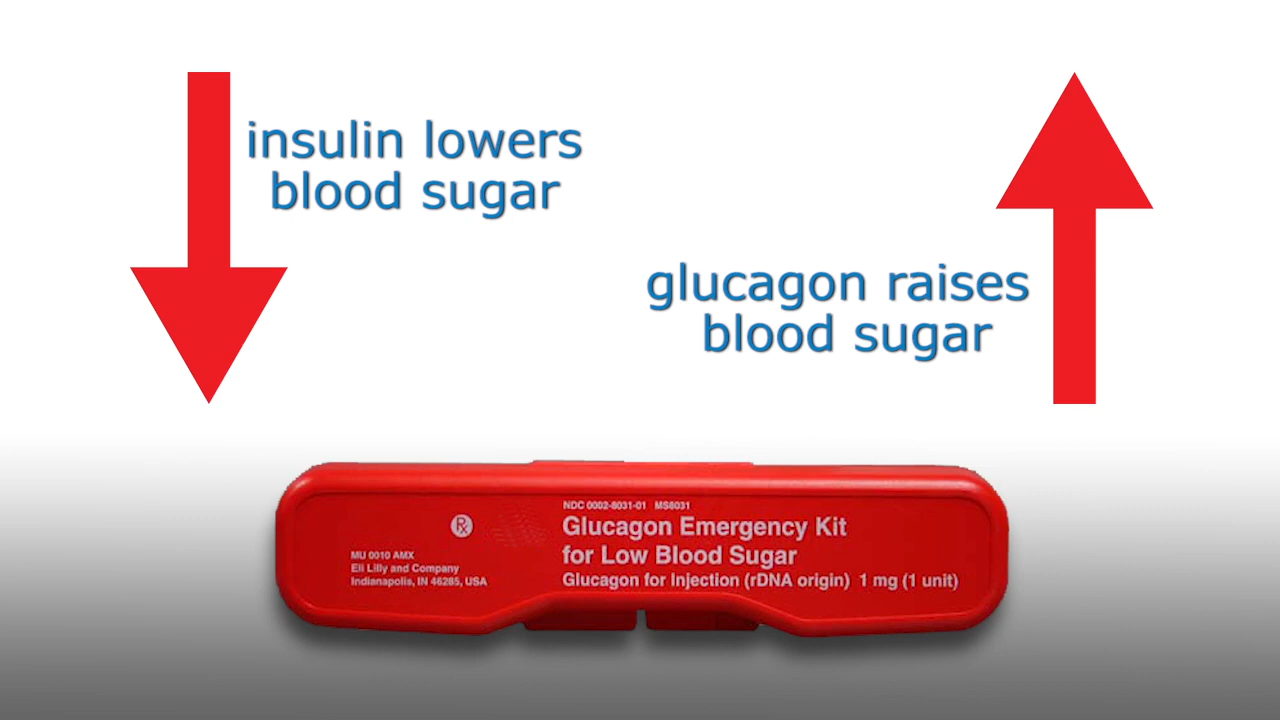 insulin lowers
blood sugar
glucagon raises
blood sugar
NDC 0002-8031-01 MS8031
Glucagon Emergency Kit
for Low Blood Sugar
Glucagon for Injection (rDNA origin) 1 mg (1 unit)
Rx
MU 0010 AMX
Eli Lilly and Company
Indianapolis, IN 46285, USA